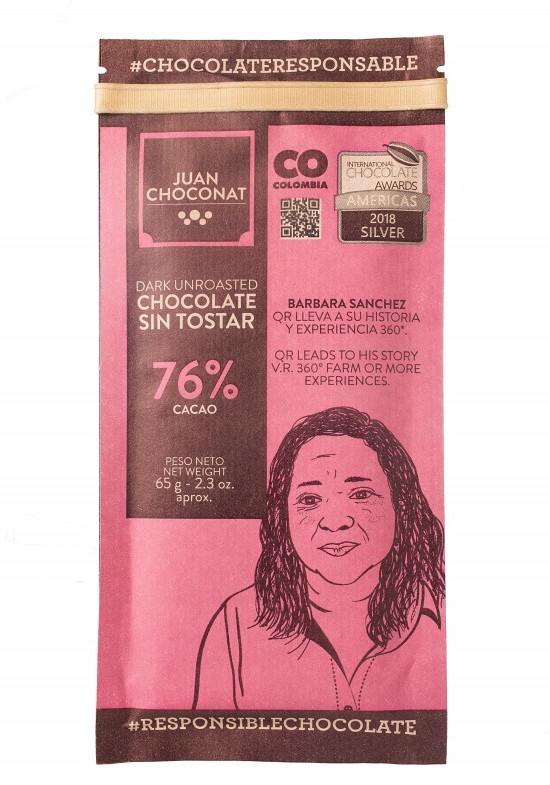 #CHOCOLATERESPONSABLE
JUAN
CHOCONAT
CO
COLOMBIA
INTERNATIONAL
CHOCOLATE
AWARDS
AMERICAS
2018
SILVER
DARK UNROASTED
CHOCOLATE
SIN TOSTAR
76%
CACAO
PESO NETO
NET WEIGHT
65 g - 2.3 oz.
aprox.
BARBARA SANCHEZ
QR LLEVA A SU HISTORIA
Y EXPERIENCIA 360°.
QR LEADS TO HIS STORY
V.R. 360° FARM OR MORE
EXPERIENCES.
#RESPONSIBLECHOCOLATE